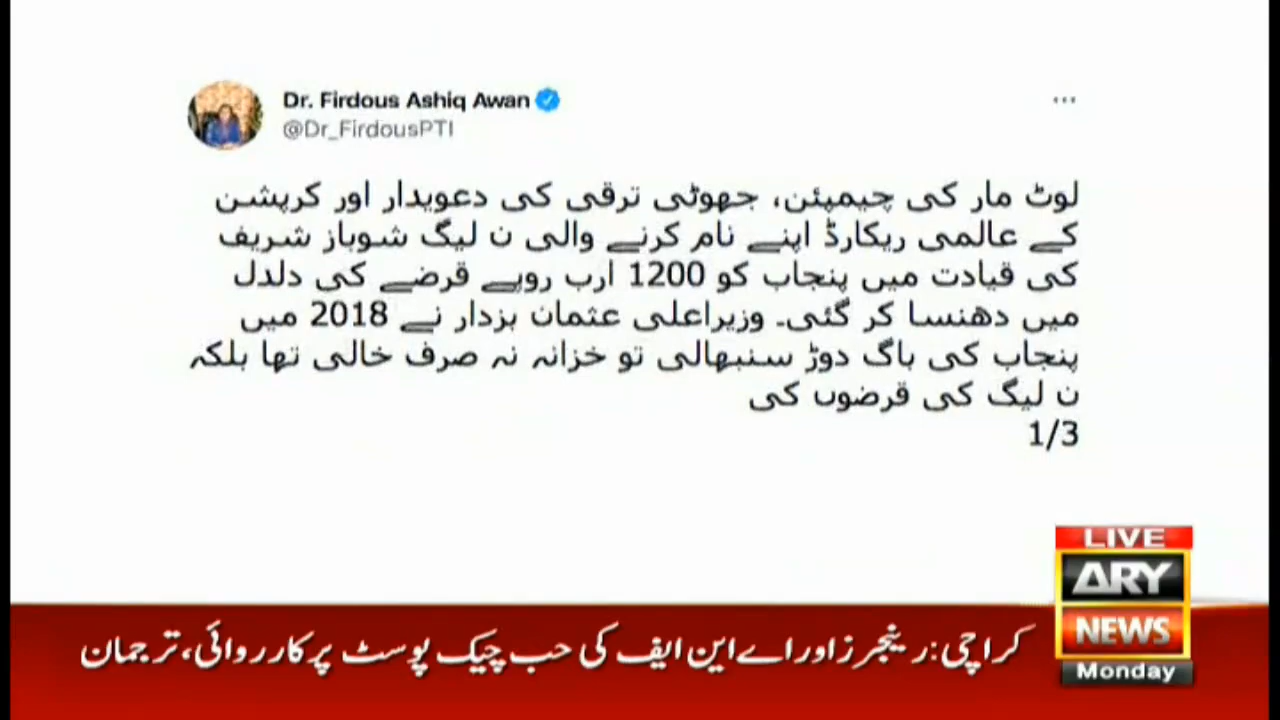 Dr. Firdous Ashiq Awan
@Dr_FirdousPTI
لوٹ مار کی چیمپئن، جھوٹی ترقی کی دعویدار اور کرپشن
کے عالمی ریکارڈ اپنے نام کرنے والی ن لیگ شوباز شریف
کی قیادت میں پنجاب کو 1200 ارب روپے قرضے کی دلدل
میں دھنسا کر گئی۔ وزیراعلی عثمان بزدار نے 2018 میں
پنجاب کی باگ دوڑ سنبھالی تو خزانہ نہ صرف خالی تھا بلکہ
ن لیگ کی قرضوں کی
1/3
LIVE
ARY
NEWS
Monday
کراچی:رینجرز اور اے این ایف کی حب چیک پوسٹ پر کارروائی، ترجمان